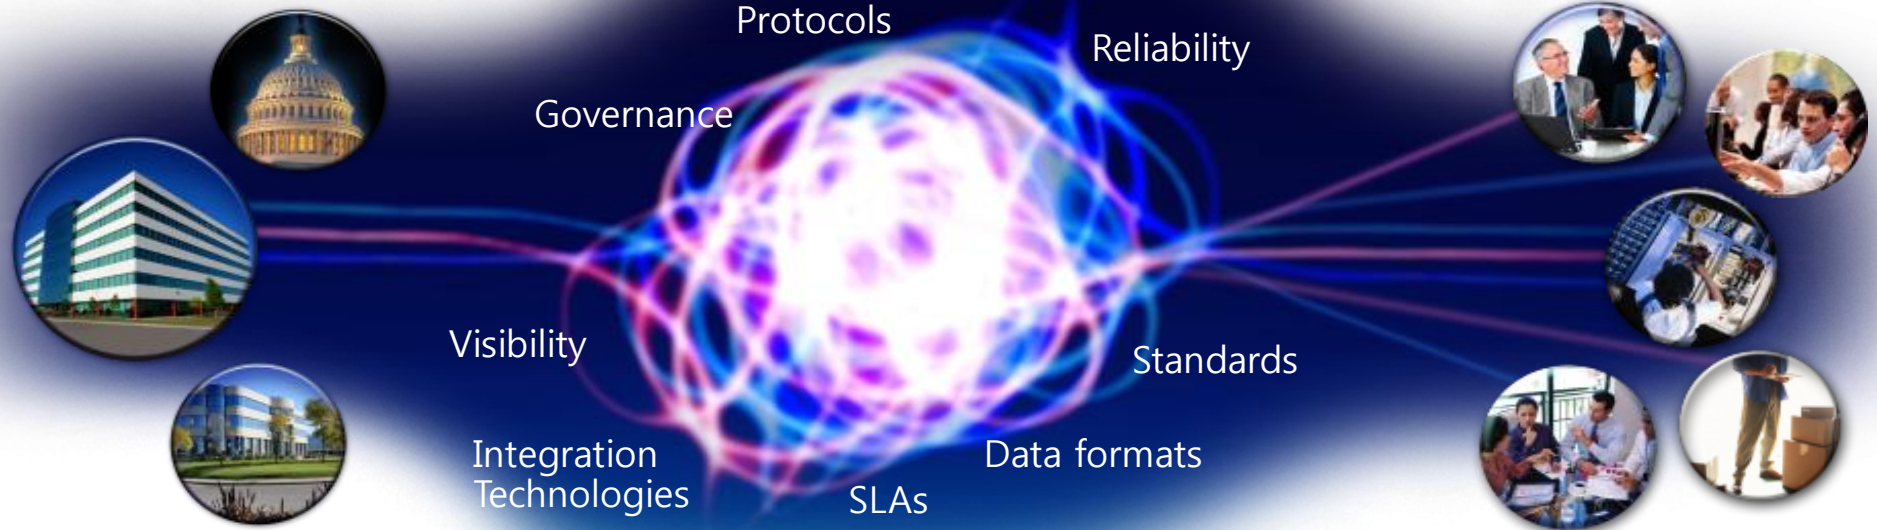 Protocols
Reliability
Governance
Visibility
Standards
Integration
Technologies
Data formats
SLAs